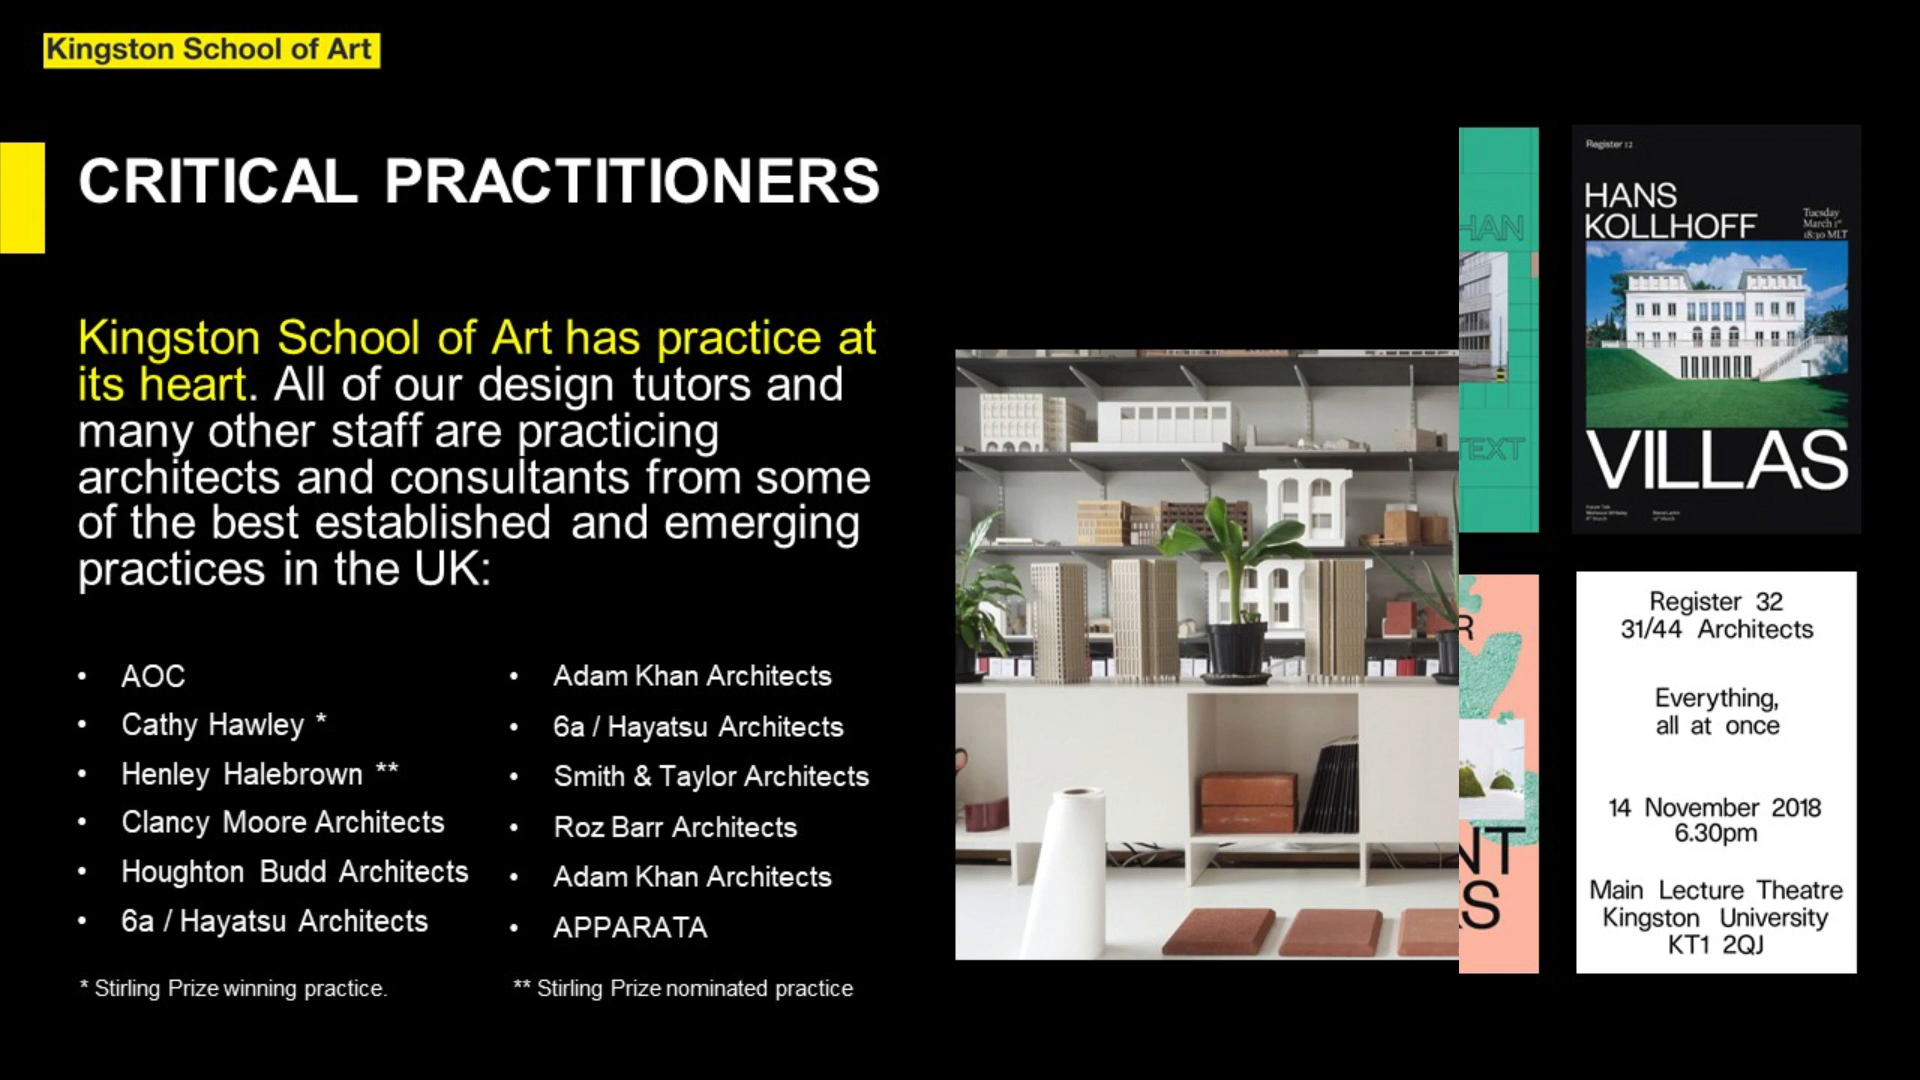 Kingston School of Art
CRITICAL PRACTITIONERS
Kingston School of Art has practice at
its heart. All of our design tutors and
many other staff are practicing
architects and consultants from some
of the best established and emerging
practices in the UK:
• AOC
• Cathy Hawley *
• Henley Halebrown **
• Clancy Moore Architects
• Houghton Budd Architects
• 6a / Hayatsu Architects
• Adam Khan Architects
• 6a / Hayatsu Architects
• Smith & Taylor Architects
• Roz Barr Architects
• Adam Khan Architects
• APPARATA
* Stirling Prize winning practice.
** Stirling Prize nominated practice
HAN
TEXT
R
NT
KS
Register 12
HANS
KOLLHOFF
Tuesday
March 1st
18:30 MLT
VILLAS
Register 32
31/44 Architects
Everything,
all at once
14 November 2018
6.30pm
Main Lecture Theatre
Kingston University
KT1 2QJ